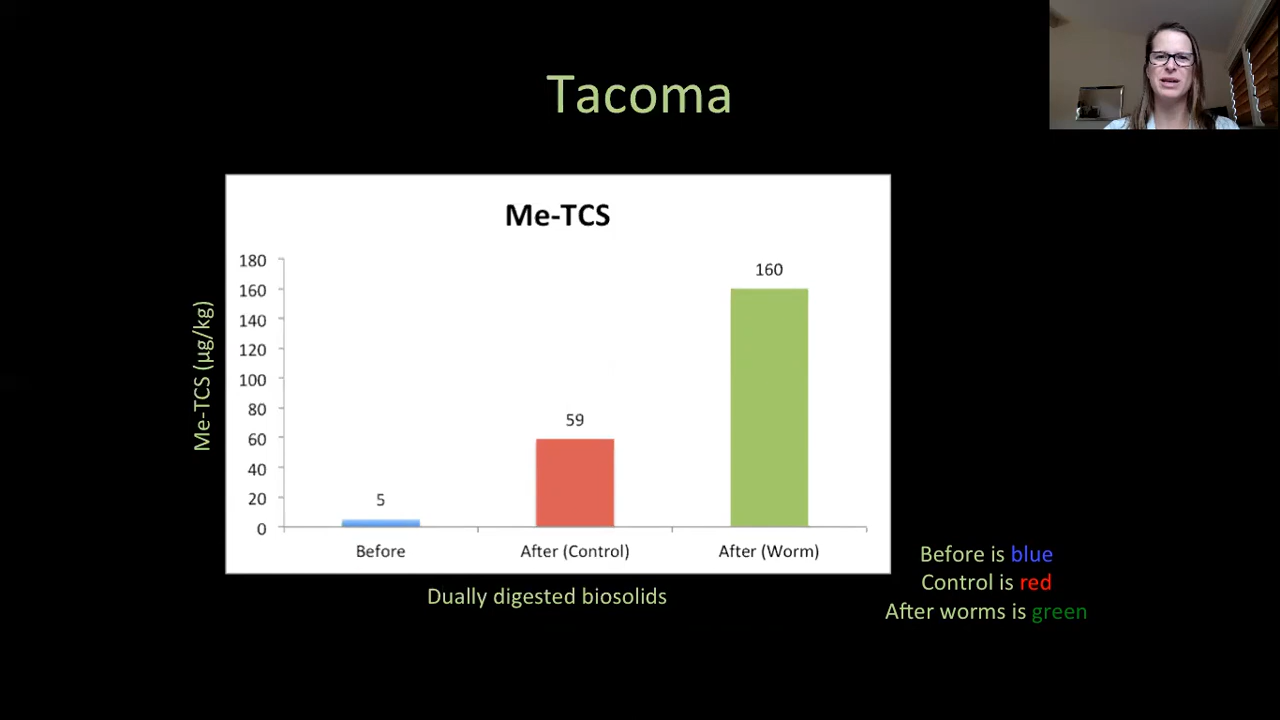 Tacoma
Me-TCS
Me-TCS (µg/kg)
180
160
140
120
100
80
60
40
20
0
5
59
160
Before
After (Control)
After (Worm)
Dually digested biosolids
Before is blue
Control is red
After worms is green